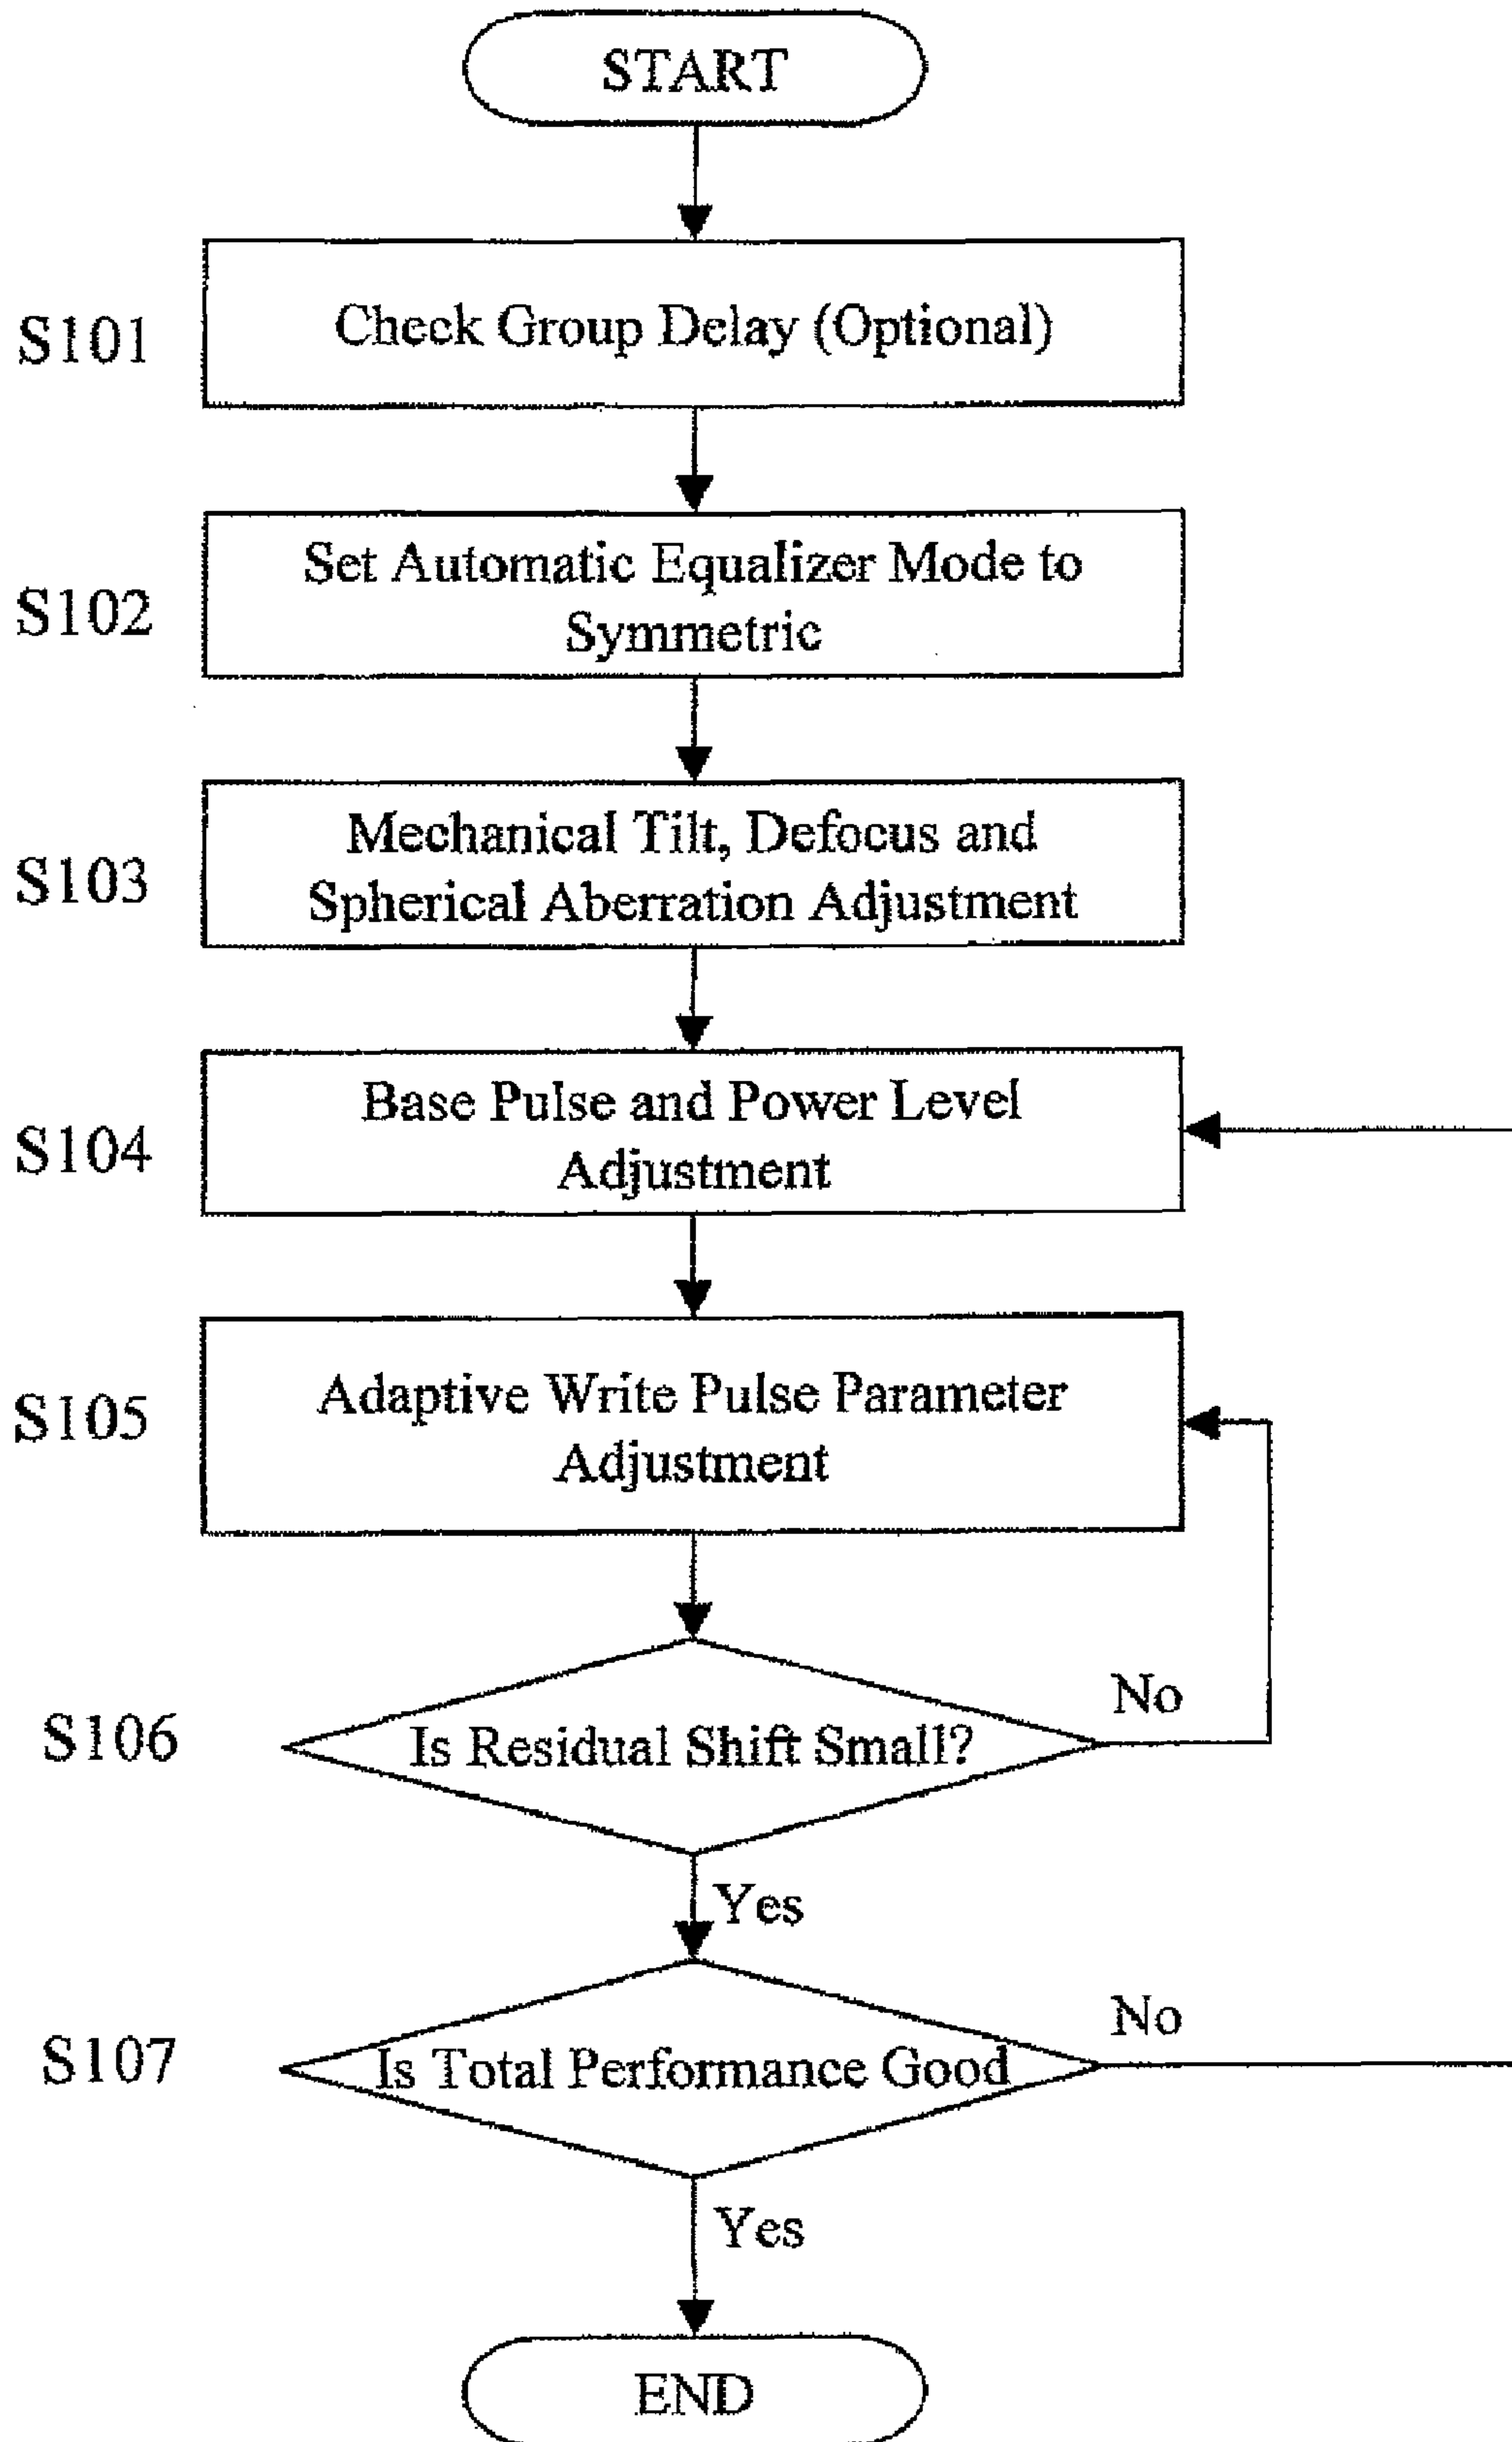 START
S101
Check Group Delay (Optional)
S102
Set Automatic Equalizer Mode to
Symmetric
S103
Mechanical Tilt, Defocus and
Spherical Aberration Adjustment
S104
Base Pulse and Power Level
Adjustment
S105
Adaptive Write Pulse Parameter
Adjustment
S106
Is Residual Shift Small?
No
Yes
S107
Is Total Performance Good
No
Yes
END